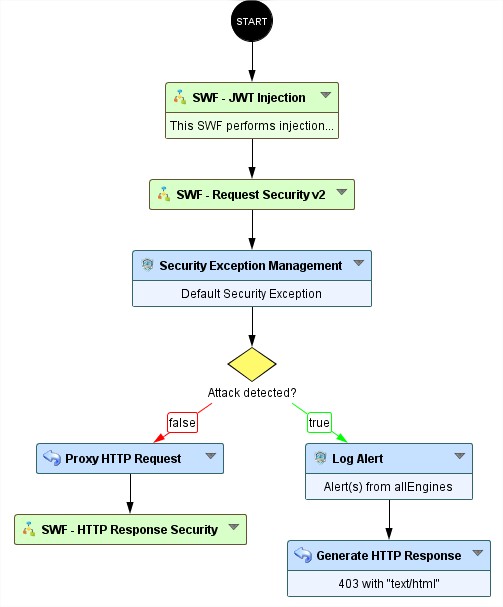 START
SWF - JWT Injection
This SWF performs injection...
SWF - Request Security v2
Security Exception Management
Default Security Exception
Attack detected?
false
true
Proxy HTTP Request
Log Alert
Alert(s) from allEngines
SWF - HTTP Response Security
Generate HTTP Response
403 with "text/html"